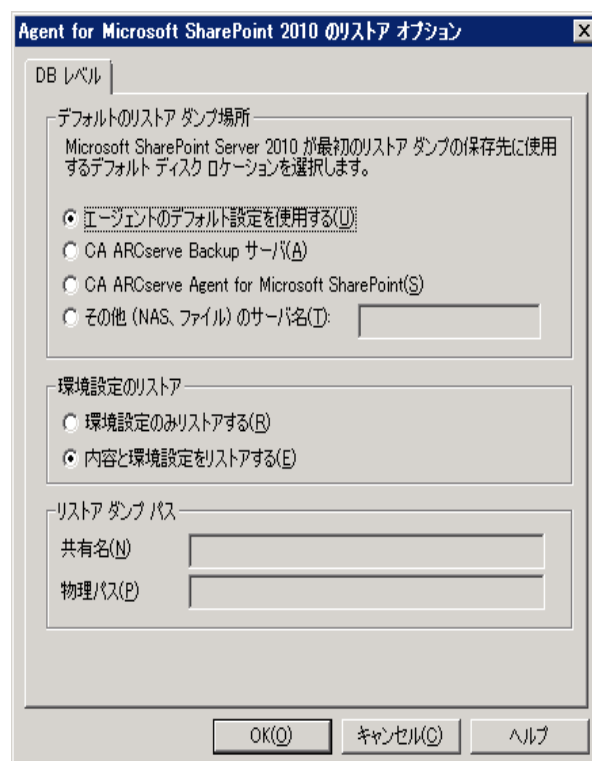 Agent for Microsoft SharePoint 2010 のリストア オプション
DB レベル
デフォルトのリストア ダンプ場所
Microsoft SharePoint Server 2010 が最初のリストア ダンプの保存先に使用
するデフォルト ディスク ロケーションを選択します。
エージェントのデフォルト設定を使用する(U)
CA ARCserve Backup サーバ(A)
CA ARCserve Agent for Microsoft SharePoint(S)
その他 (NAS、ファイル) のサーバ名(T):
環境設定のリストア
環境設定のみリストアする(R)
内容と環境設定をリストアする(E)
リストア ダンプ パス
共有名(N)
物理パス(P)
OK(O)
キャンセル(C)
ヘルプ